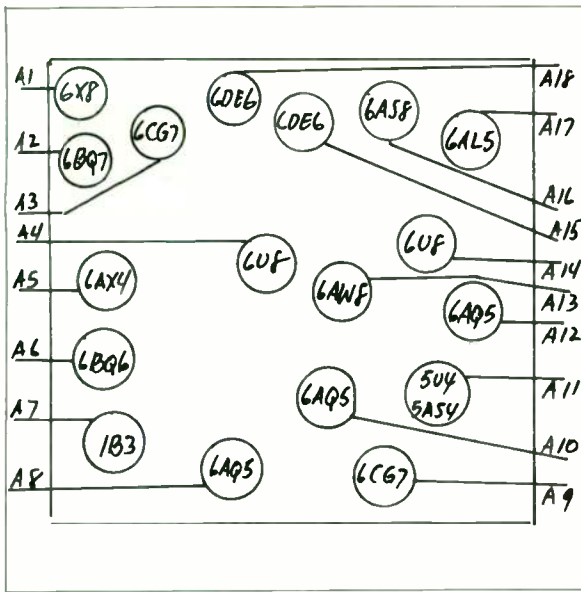 A1
6X8
6DE6
A18
6DE6
6AS8
A17
6CG7
6AL5
A2
6BQ7
A16
A3
A15
A4
6U8
6U8
A14
A5
6AX4
6AW8
A13
6AQ5
A12
A6
6BQ6
A11
5U4
5AS4
6AQ5
A7
1B3
A10
6AQ5
6CG7
A8
A9